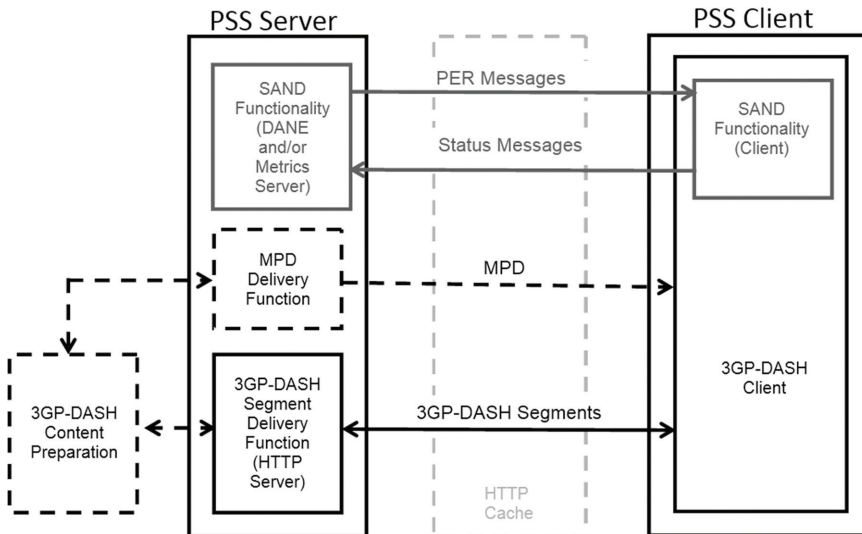 PSS Server
PSS Client
SAND
Functionality
(DANE
and/or
Metrics
Server)
PER Messages
Status Messages
SAND
Functionality
(Client)
MPD
Delivery
Function
MPD
3GP-DASH
Content
Preparation
3GP-DASH
Segment
Delivery
Function
(HTTP
Server)
3GP-DASH Segments
3GP-DASH
Client
HTTP
Cache